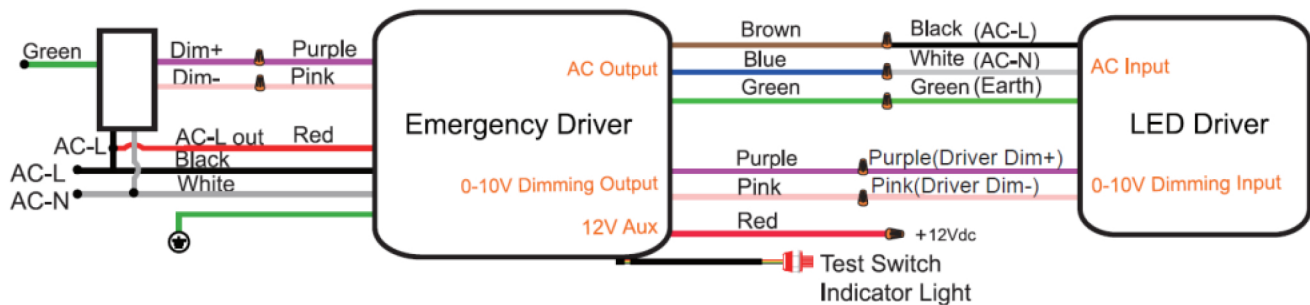 Green
Dim+ Purple
Dim- Pink
AC-L AC-L out Red
AC-L Black
AC-N White
Emergency Driver
AC Output
0-10V Dimming Output
12V Aux
Brown Black (AC-L)
Blue White (AC-N)
Green Green (Earth)
Purple Purple(Driver Dim+)
Pink Pink(Driver Dim-)
Red +12Vdc
Test Switch
Indicator Light
AC Input
LED Driver
0-10V Dimming Input